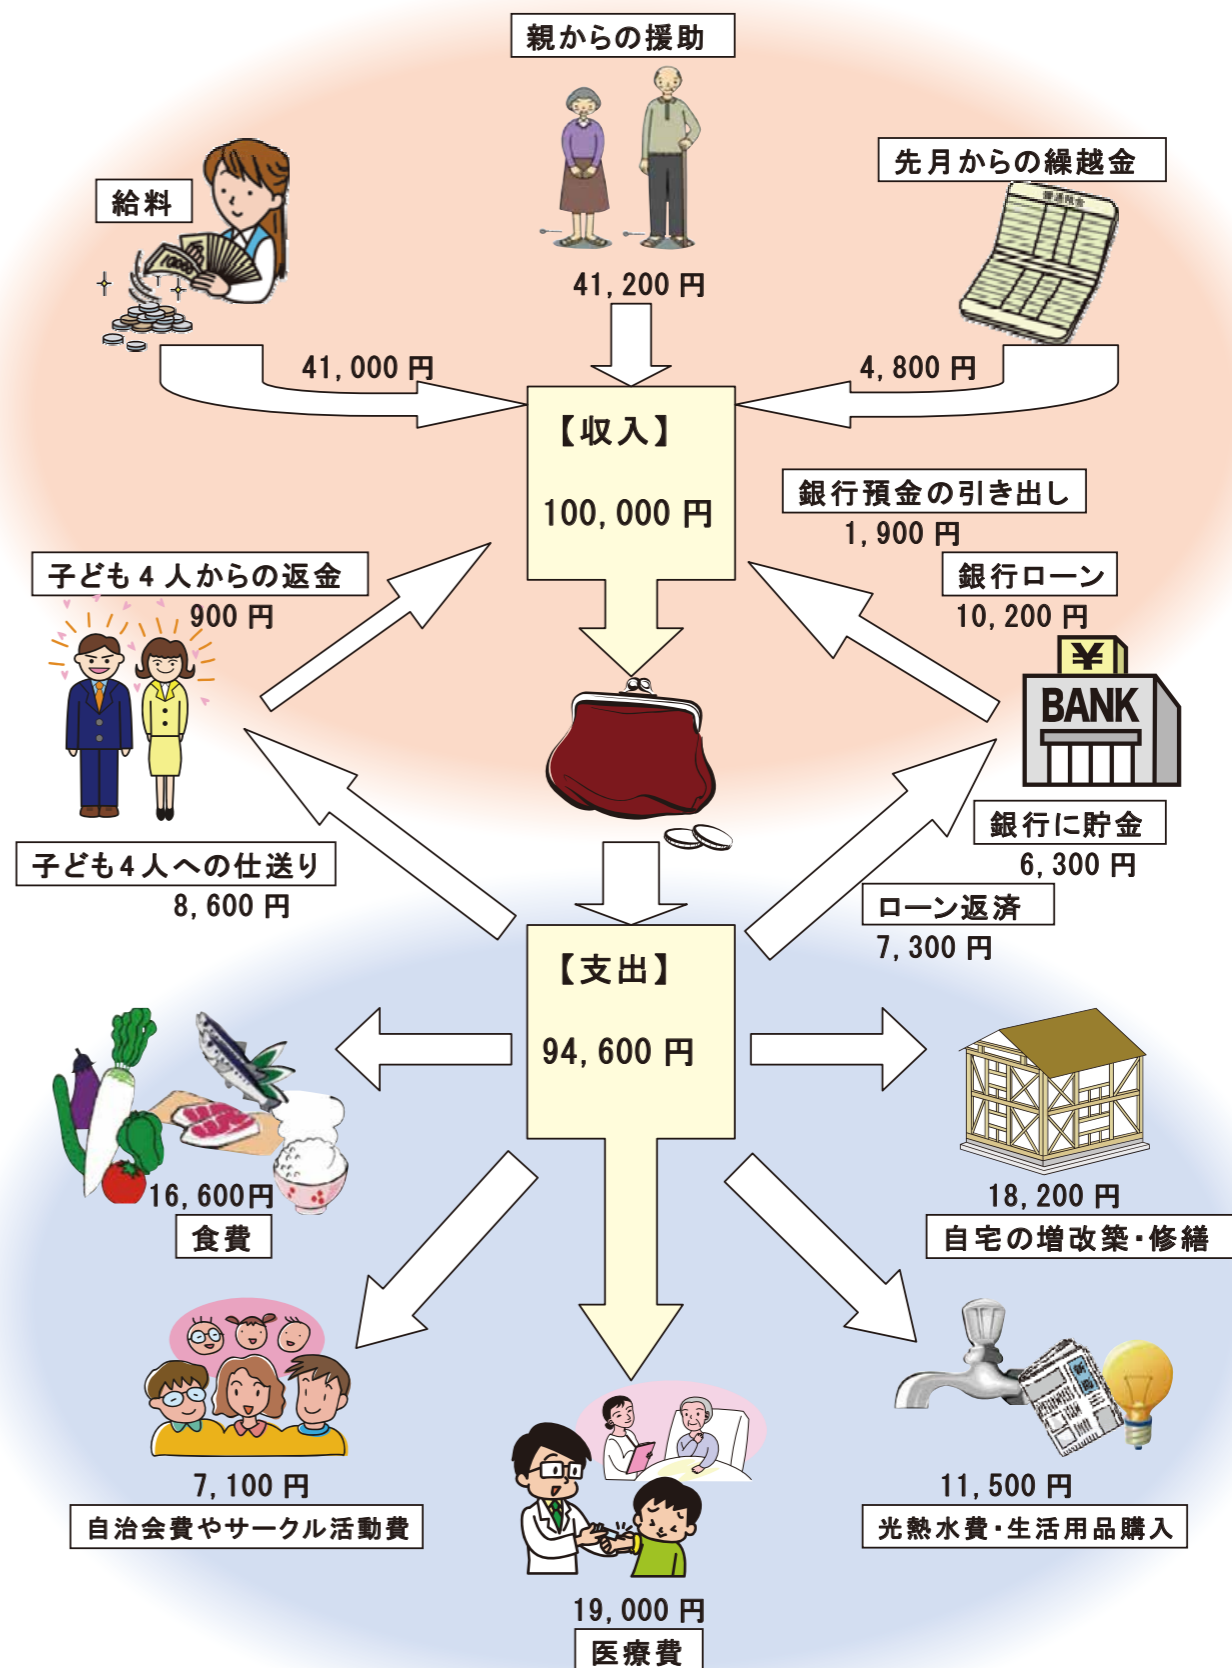 親からの援助
41,200 円
給料
41,000 円
先月からの繰越金
普通預金
4,800 円
【収入】
100,000 円
銀行預金の引き出し
1,900 円
銀行ローン
10,200 円
子ども4人からの返金
900 円
¥
BANK
銀行に貯金
6,300 円
ローン返済
7,300 円
子ども4人への仕送り
8,600 円
【支出】
94,600 円
16,600円
食費
18,200 円
自宅の増改築・修繕
7,100 円
自治会費やサークル活動費
11,500 円
光熱水費・生活用品購入
19,000 円
医療費